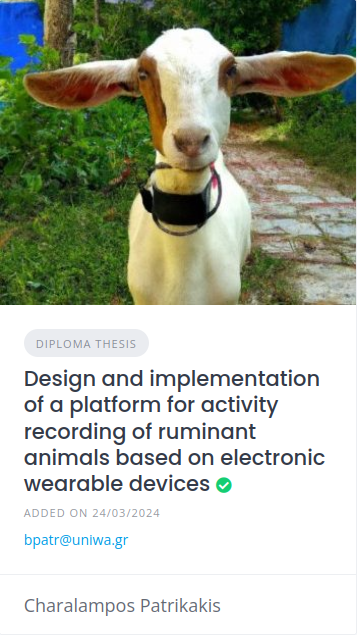 DIPLOMA THESIS
Design and implementation
of a platform for activity
recording of ruminant
animals based on electronic
wearable devices
ADDED ON 24/03/2024
bpatr@uniwa.gr
Charalampos Patrikakis